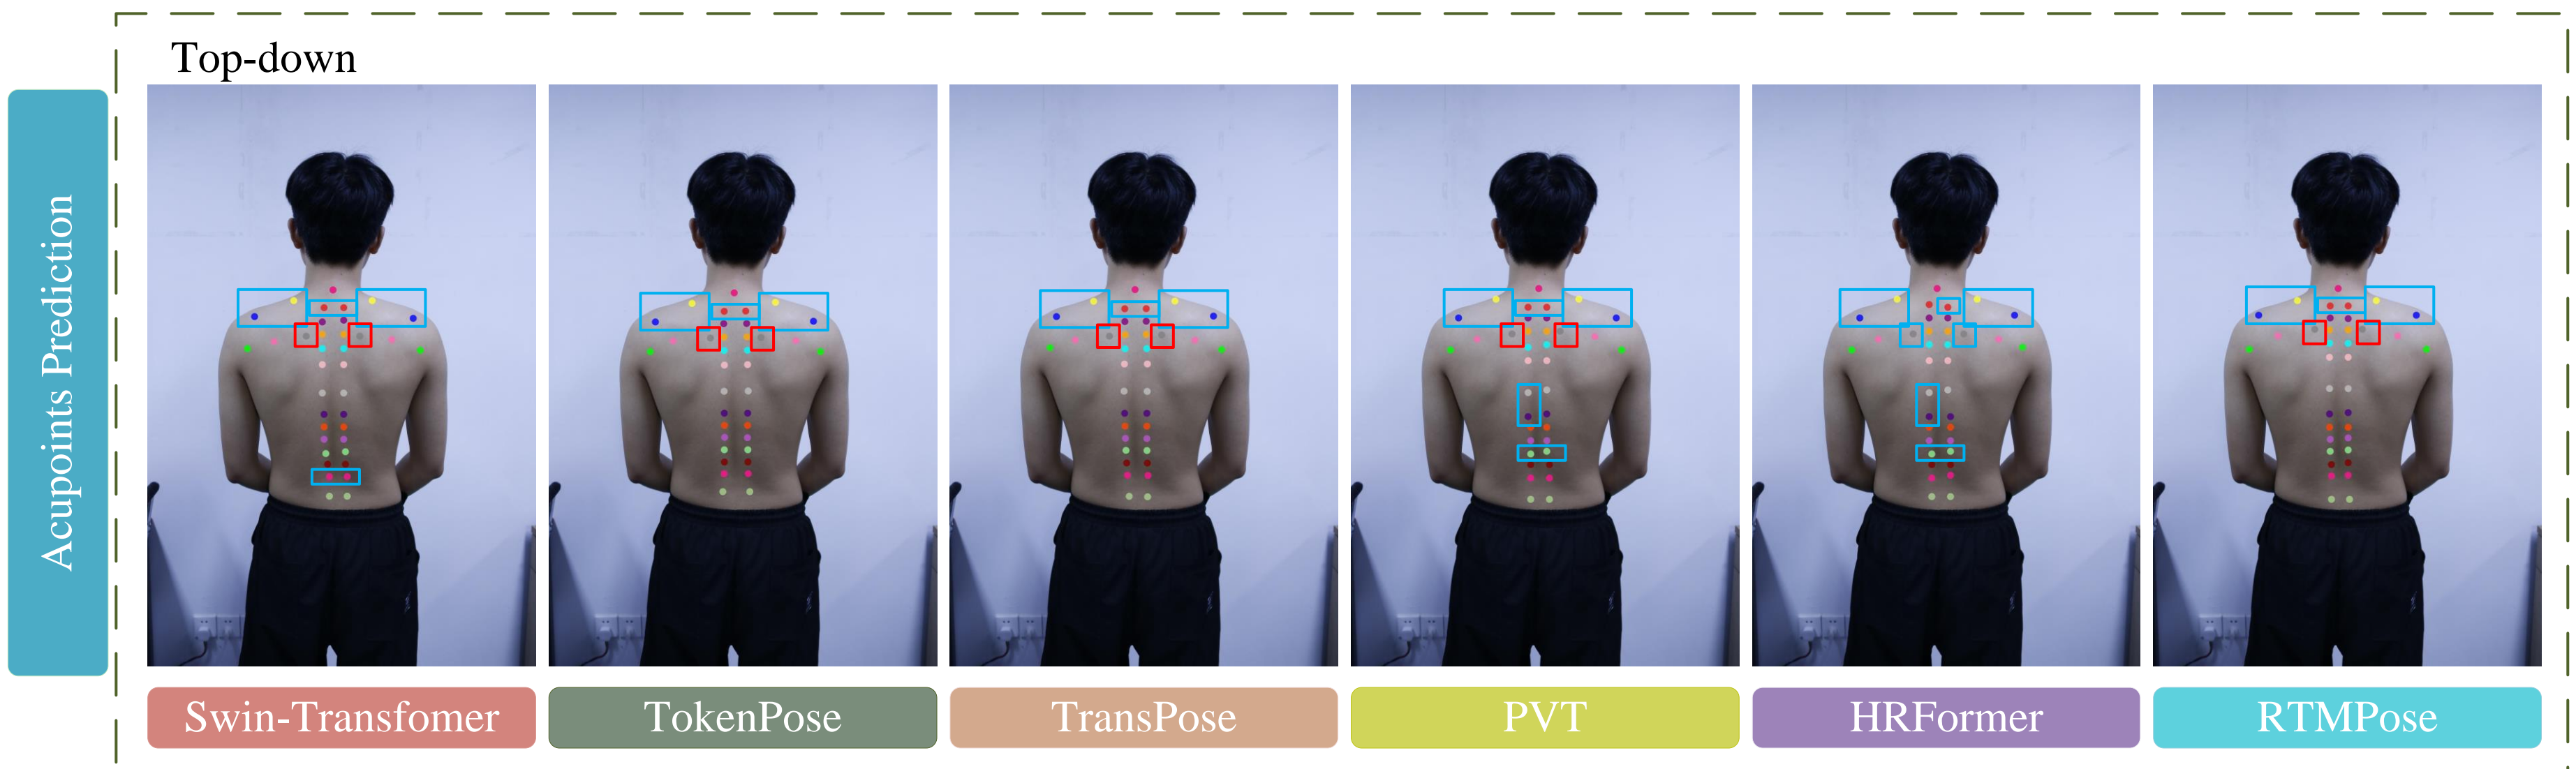 Top-down
Acupoints Prediction
Swin-Transfomer
TokenPose
TransPose
PVT
HRFormer
RTMPose